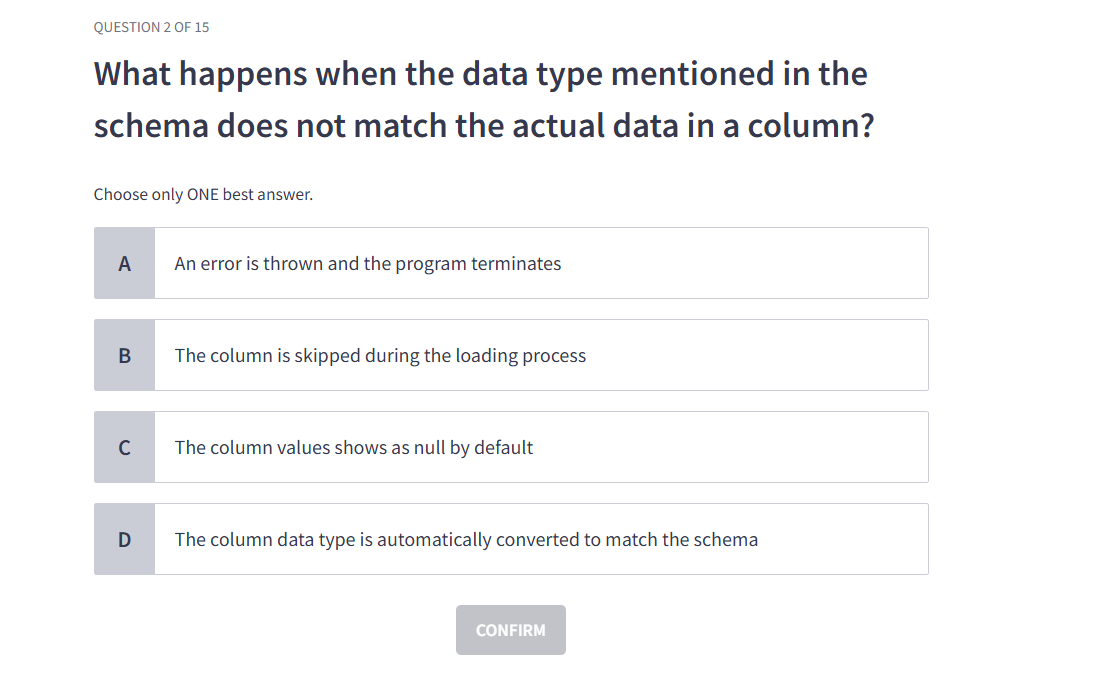 QUESTION 2 OF 15
What happens when the data type mentioned in the
schema does not match the actual data in a column?
Choose only ONE best answer.
A An error is thrown and the program terminates
B The column is skipped during the loading process
C The column values shows as null by default
D The column data type is automatically converted to match the schema
CONFIRM